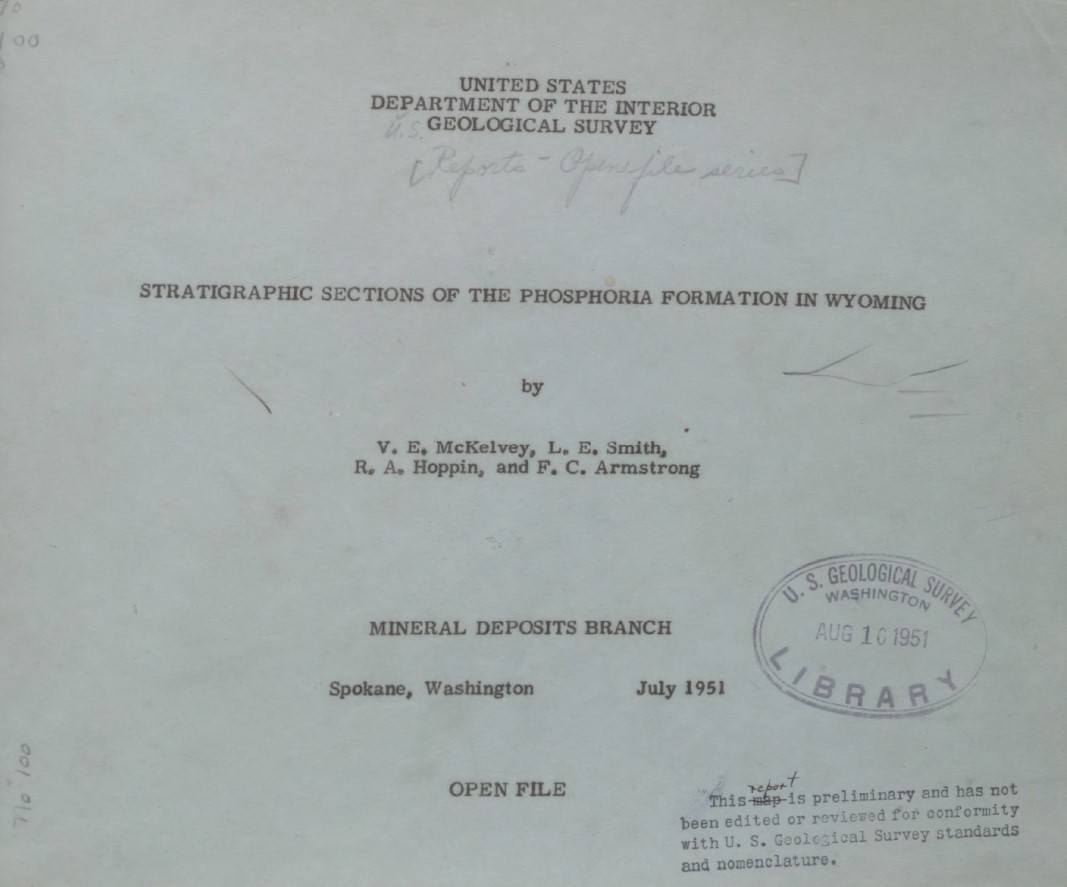 100
UNITED STATES
DEPARTMENT OF THE INTERIOR
U.S. GEOLOGICAL SURVEY
[Reports - Open file series]
STRATIGRAPHIC SECTIONS OF THE PHOSPHORIA FORMATION IN WYOMING
by
V. E. McKelvey, L. E. Smith,
R. A. Hoppin, and F. C. Armstrong
U. S. GEOLOGICAL SURVEY
WASHINGTON
AUG 10 1951
LIBRARY
MINERAL DEPOSITS BRANCH
Spokane, Washington July 1951
OPEN FILE
report
This map is preliminary and has not
been edited or reviewed for conformity
with U. S. Geological Survey standards
and nomenclature.